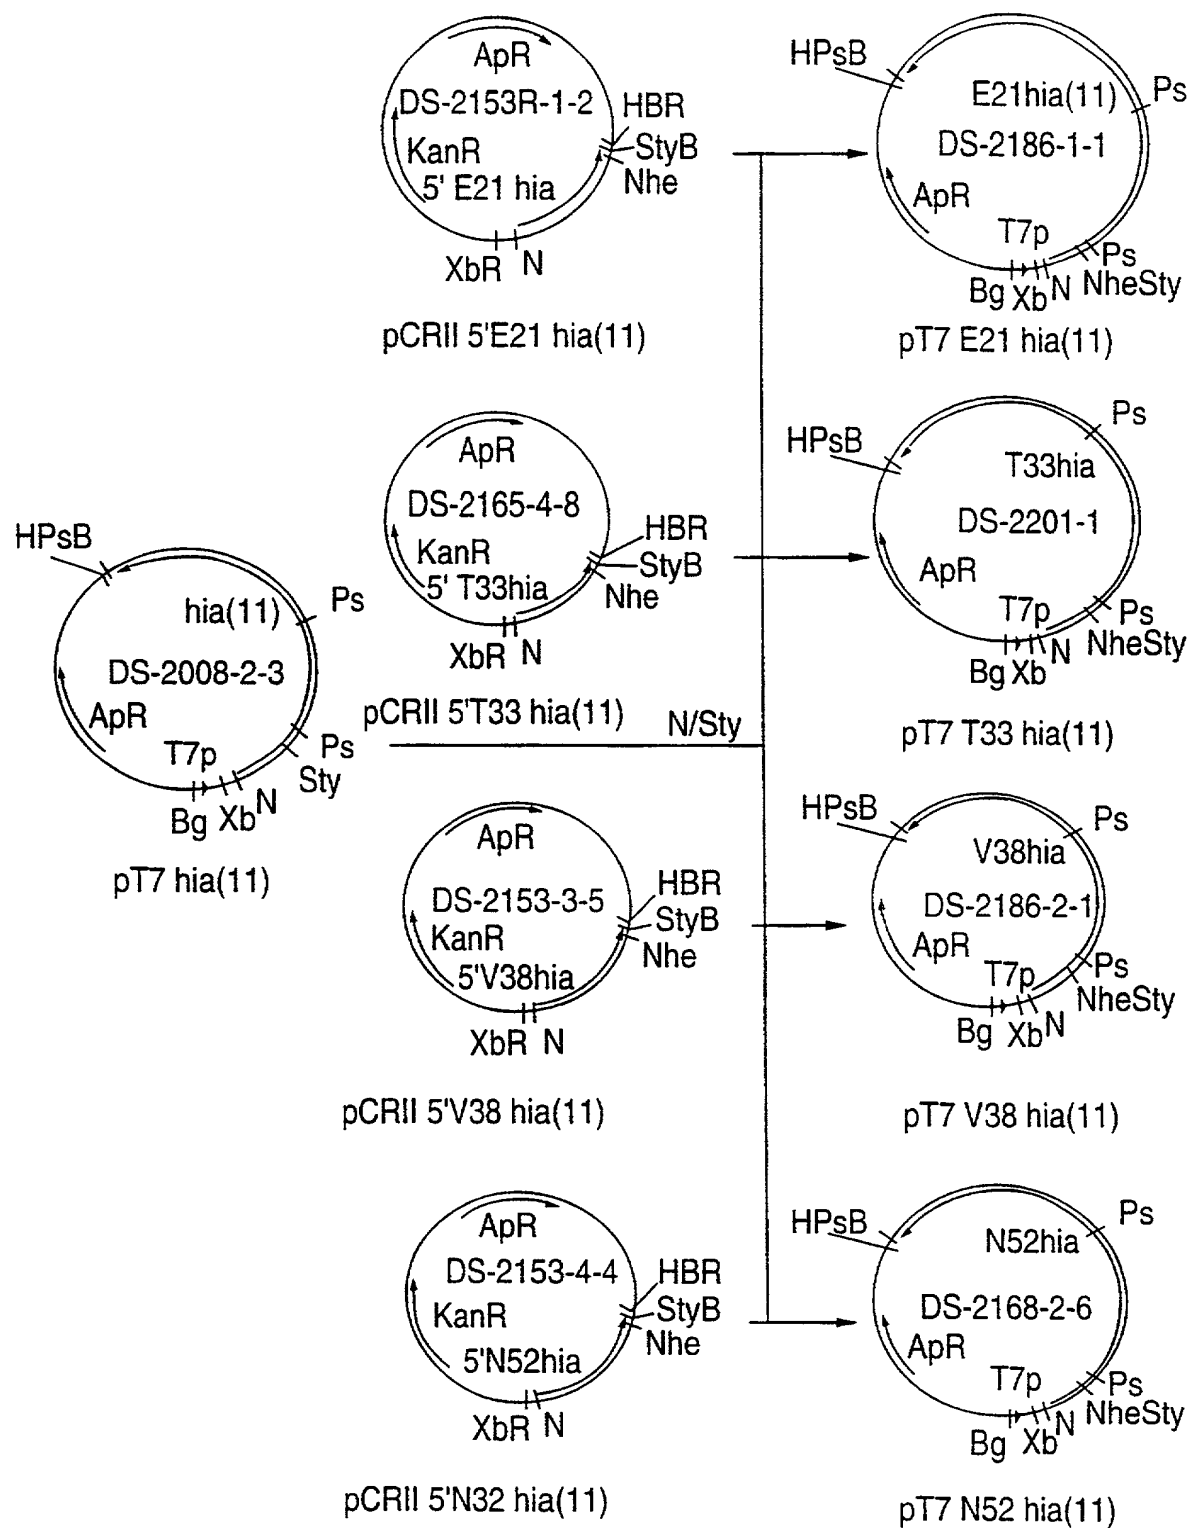 ApR
DS-2153R-1-2
KanR
5' E21 hia
HBR
StyB
Nhe
XbR N
pCRII 5'E21 hia(11)
HPsB
E21hia(11)
Ps
DS-2186-1-1
ApR
T7p
Ps
Bg Xb N NheSty
pT7 E21 hia(11)
ApR
DS-2165-4-8
KanR
5' T33hia
HBR
StyB
Nhe
XbR N
pCRII 5'T33 hia(11)
HPsB
Ps
T33hia
DS-2201-1
ApR
T7p
Ps
NheSty
Bg Xb N
pT7 T33 hia(11)
HPsB
hia(11)
Ps
DS-2008-2-3
ApR
T7p
Ps
Sty
Bg Xb N
pT7 hia(11)
N/Sty
ApR
DS-2153-3-5
KanR
5'V38hia
HBR
StyB
Nhe
XbR N
pCRII 5'V38 hia(11)
HPsB
Ps
V38hia
DS-2186-2-1
ApR
T7p
Ps
NheSty
Bg Xb N
pT7 V38 hia(11)
ApR
DS-2153-4-4
KanR
5'N52hia
HBR
StyB
Nhe
XbR N
pCRII 5'N32 hia(11)
HPsB
Ps
N52hia
DS-2168-2-6
ApR
T7p
Ps
NheSty
Bg Xb N
pT7 N52 hia(11)